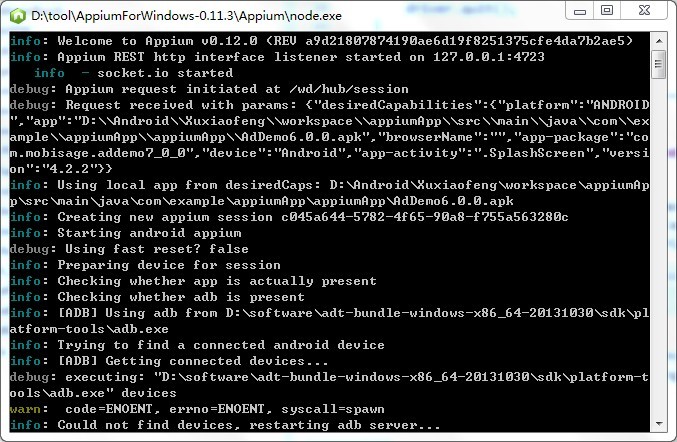 D:\tool\AppiumForWindows-0.11.3\Appium\node.exe
info: Welcome to Appium v0.12.0 (REV a9d21807874190ae6d19f8251375cfe4da7b2ae5)
info: Appium REST http interface listener started on 127.0.0.1:4723
info - socket.io started
debug: Appium request initiated at /wd/hub/session
debug: Request received with params: {"desiredCapabilities":{"platform":"ANDROID
","app":"D:\\Android\\Xuxiaofeng\\workspace\\appiumApp\\src\\main\\java\\com\\ex
ample\\appiumApp\\appiumApp\\AdDemo6.0.0.apk","browserName":"","app-package":"co
m.mobisage.addemo7_0_0","device":"Android","app-activity":".SplashScreen","versi
on":"4.2.2"}}
info: Using local app from desiredCaps: D:\Android\Xuxiaofeng\workspace\appiumAp
p\src\main\java\com\example\appiumApp\appiumApp\AdDemo6.0.0.apk
info: Creating new appium session c045a644-5782-4f65-90a8-f755a563280c
info: Starting android appium
debug: Using fast reset? false
info: Preparing device for session
info: Checking whether app is actually present
info: Checking whether adb is present
info: [ADB] Using adb from D:\software\adt-bundle-windows-x86_64-20131030\sdk\pl
atform-tools\adb.exe
info: Trying to find a connected android device
info: [ADB] Getting connected devices...
debug: executing: "D:\software\adt-bundle-windows-x86_64-20131030\sdk\platform-t
ools\adb.exe" devices
warn: code=ENOENT, errno=ENOENT, syscall=spawn
info: Could not find devices, restarting adb server...